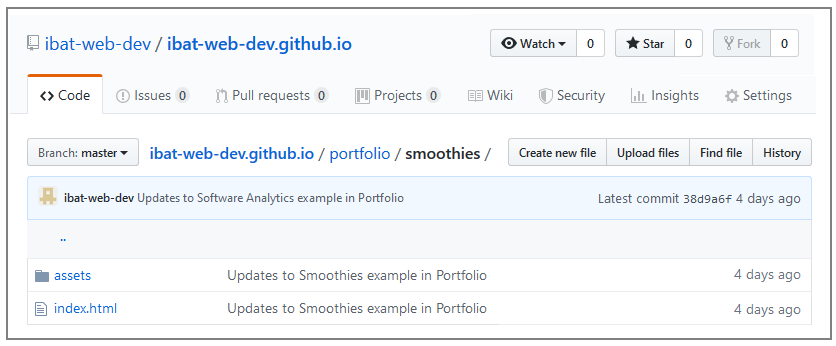 ibat-web-dev / ibat-web-dev.github.io Watch 0 Star 0 Fork 0
Code Issues 0 Pull requests 0 Projects 0 Wiki Security Insights Settings
Branch: master ibat-web-dev.github.io / portfolio / smoothies / Create new file Upload files Find file History
ibat-web-dev Updates to Software Analytics example in Portfolio Latest commit 38d9a6f 4 days ago
..
assets Updates to Smoothies example in Portfolio 4 days ago
index.html Updates to Smoothies example in Portfolio 4 days ago